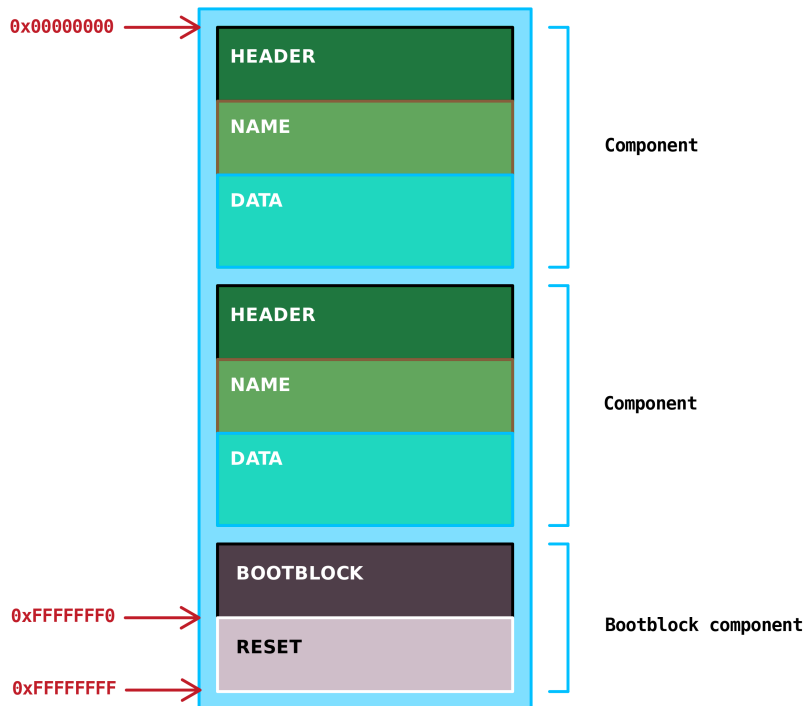 0x00000000
HEADER
NAME
Component
DATA
HEADER
NAME
Component
DATA
BOOTBLOCK
0xFFFFFFF0
Bootblock component
RESET
0xFFFFFFFF